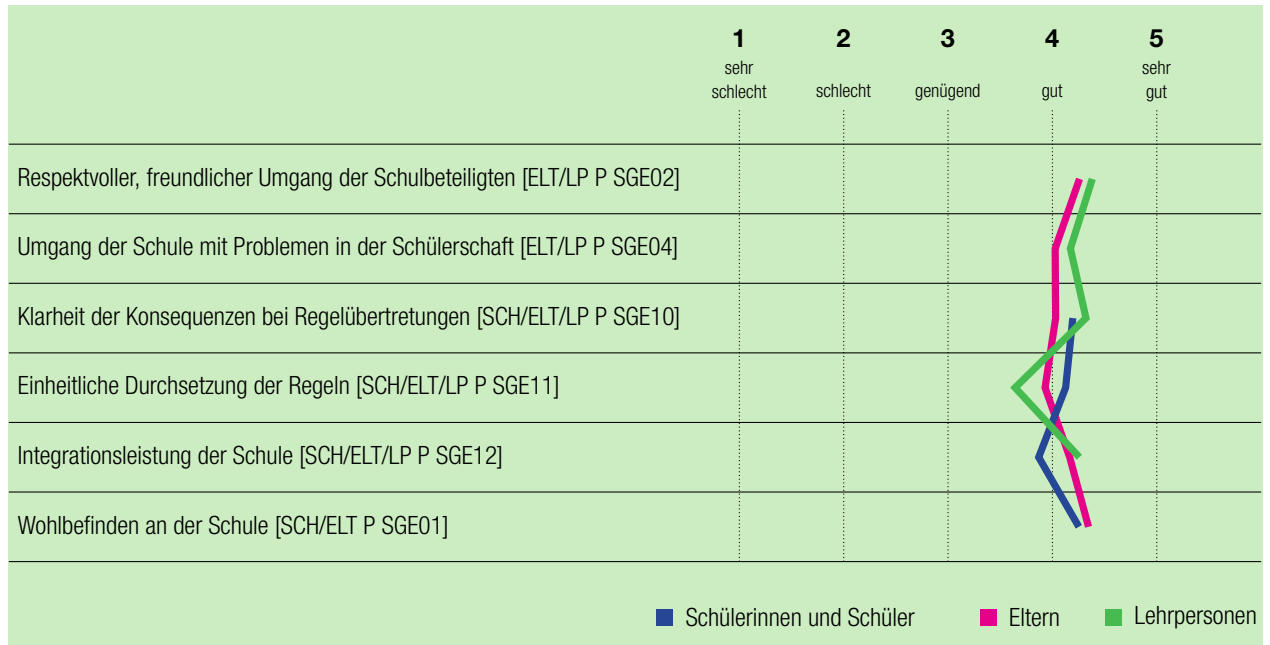 1 2 3 4 5
sehr schlecht schlecht genügend gut sehr gut
Respektvoller, freundlicher Umgang der Schulbeteiligten [ELT/LP P SGE02]
Umgang der Schule mit Problemen in der Schülerschaft [ELT/LP P SGE04]
Klarheit der Konsequenzen bei Regelübertretungen [SCH/ELT/LP P SGE10]
Einheitliche Durchsetzung der Regeln [SCH/ELT/LP P SGE11]
Integrationsleistung der Schule [SCH/ELT/LP P SGE12]
Wohlbefinden an der Schule [SCH/ELT P SGE01]
Schülerinnen und Schüler Eltern Lehrpersonen